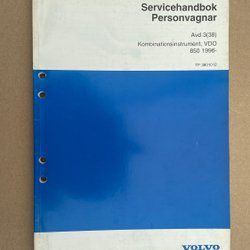 Servicehandbok
Personvagnar
Avd 3(38)
Kombinationsinstrument, VDO
850 1996-
VOLVO